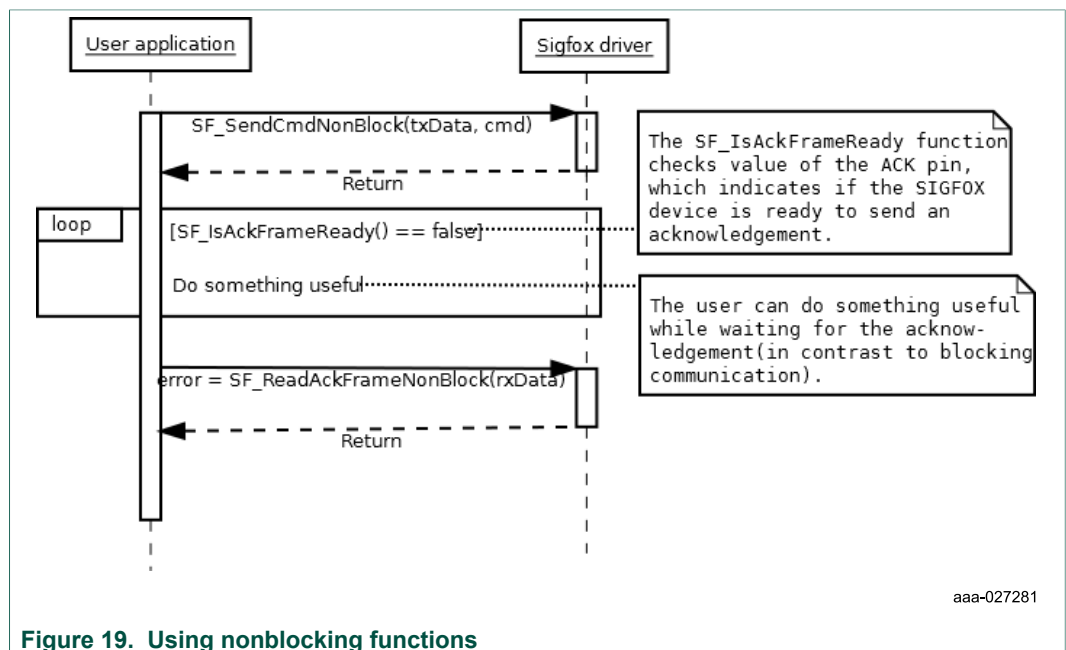 User application
Sigfox driver
SF_SendCmdNonBlock(txData, cmd)
Return
The SF_IsAckFrameReady function
checks value of the ACK pin,
which indicates if the SIGFOX
device is ready to send an
acknowledgement.
loop
[SF_IsAckFrameReady() == false]
Do something useful
The user can do something useful
while waiting for the acknow-
ledgement(in contrast to blocking
communication).
error = SF_ReadAckFrameNonBlock(rxData)
Return
aaa-027281
Figure 19. Using nonblocking functions